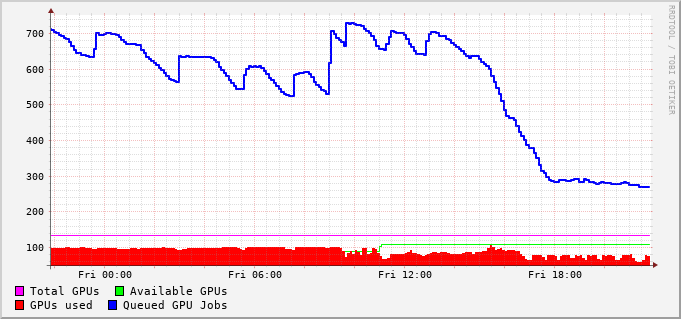 RRDTOOL / TOBI OETIKER
700
600
500
400
300
200
100
Fri 00:00 Fri 06:00 Fri 12:00 Fri 18:00
Total GPUs Available GPUs
GPUs used Queued GPU Jobs